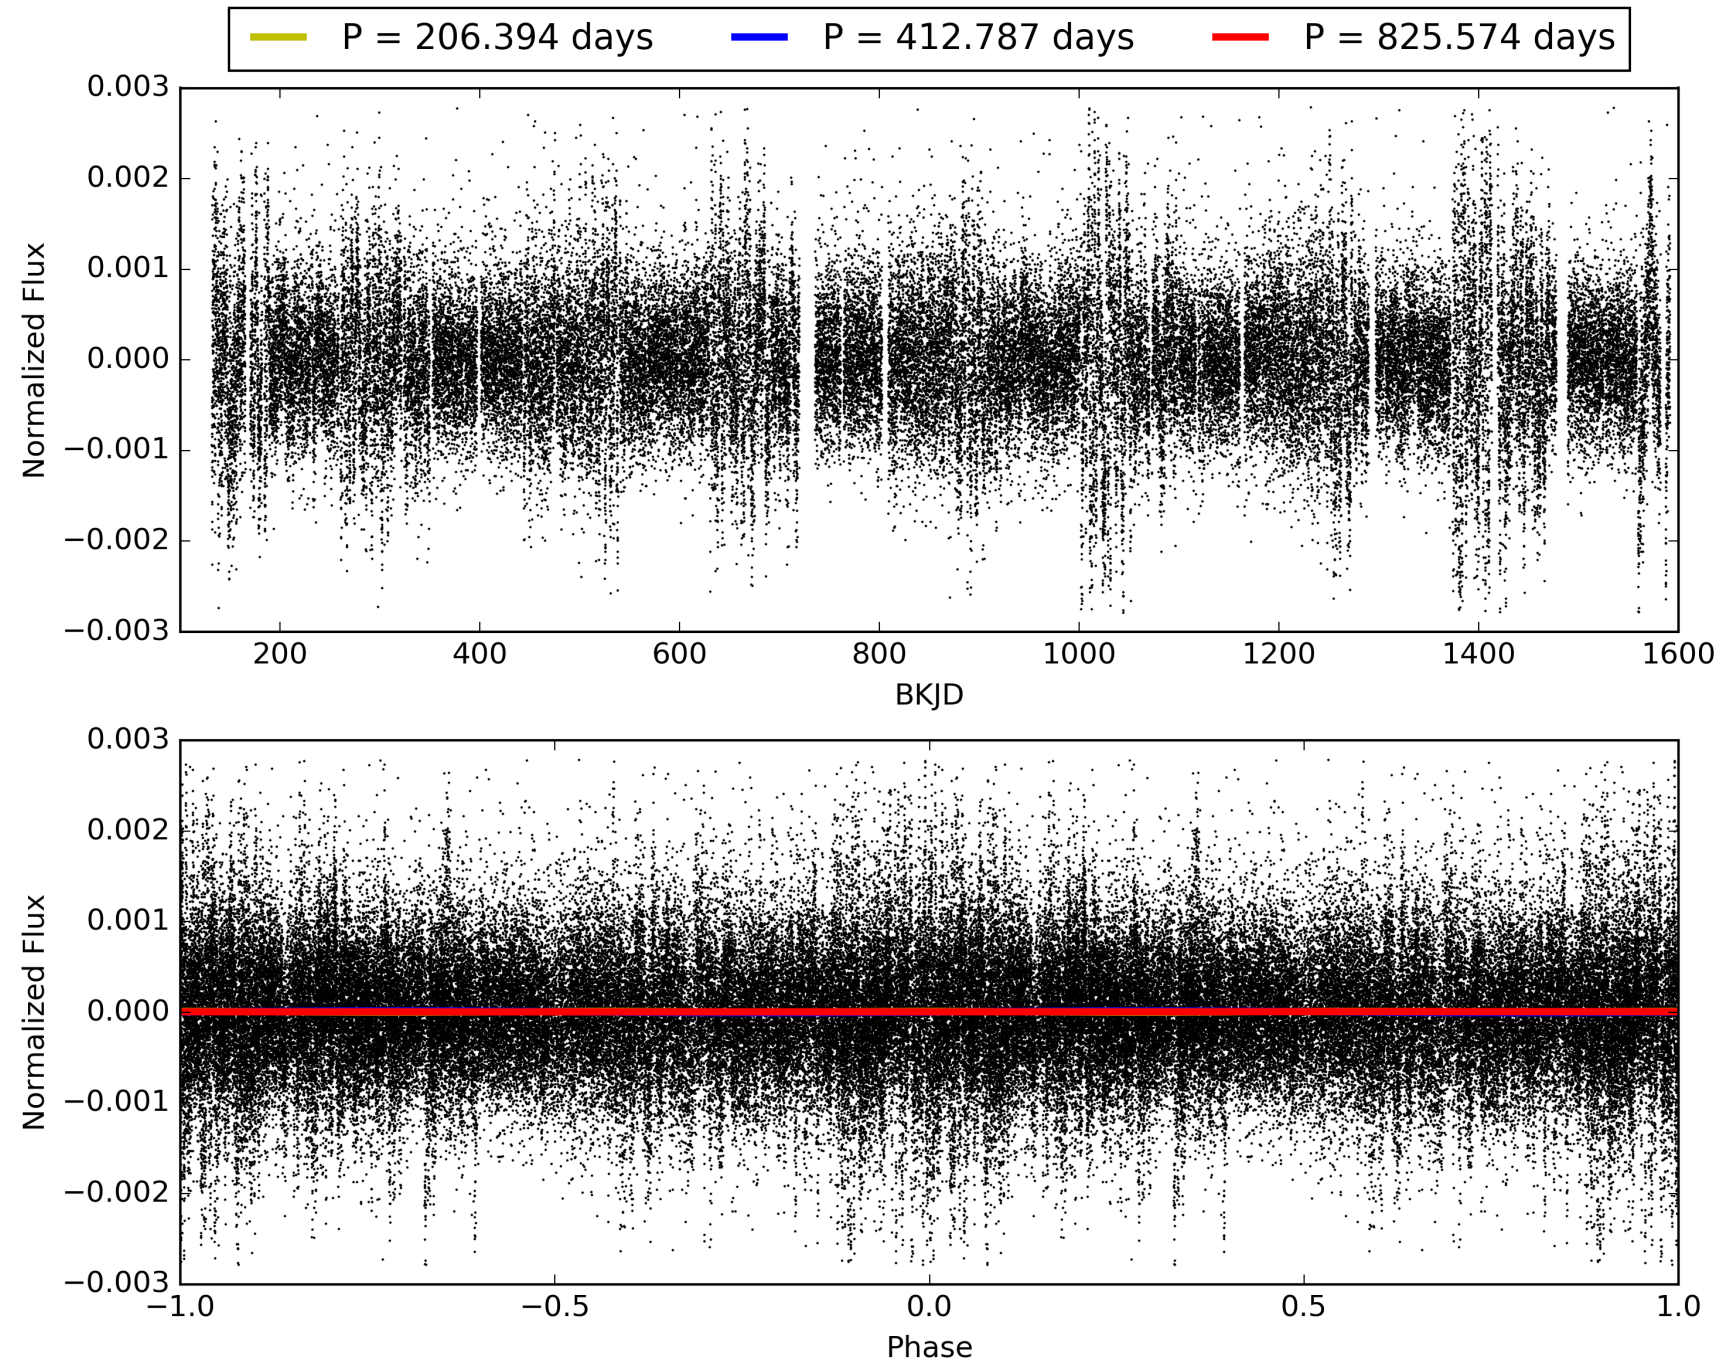 P = 206.394 days P = 412.787 days P = 825.574 days
0.003
0.002
0.001
0.000
−0.001
−0.002
−0.003
Normalized Flux
200 400 600 800 1000 1200 1400 1600
BKJD
0.003
0.002
0.001
0.000
−0.001
−0.002
−0.003
Normalized Flux
−1.0 −0.5 0.0 0.5 1.0
Phase